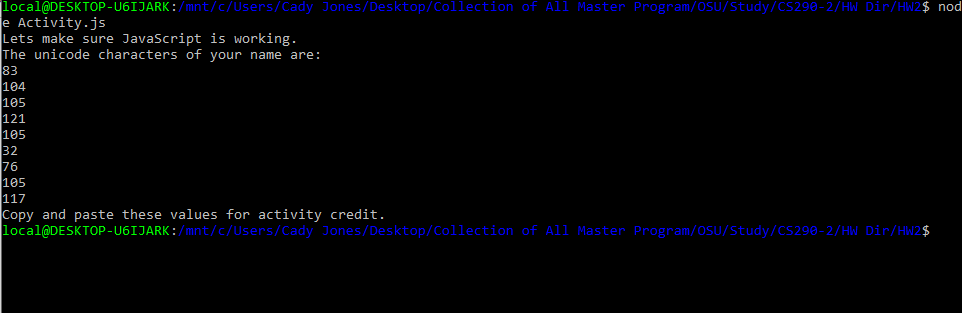 local@DESKTOP-U6IJARK:/mnt/c/Users/Cady Jones/Desktop/Collection of All Master Program/OSU/Study/CS290-2/HW Dir/HW2$ nod
e Activity.js
Lets make sure JavaScript is working.
The unicode characters of your name are:
83
104
105
121
105
32
76
105
117
Copy and paste these values for activity credit.
local@DESKTOP-U6IJARK:/mnt/c/Users/Cady Jones/Desktop/Collection of All Master Program/OSU/Study/CS290-2/HW Dir/HW2$